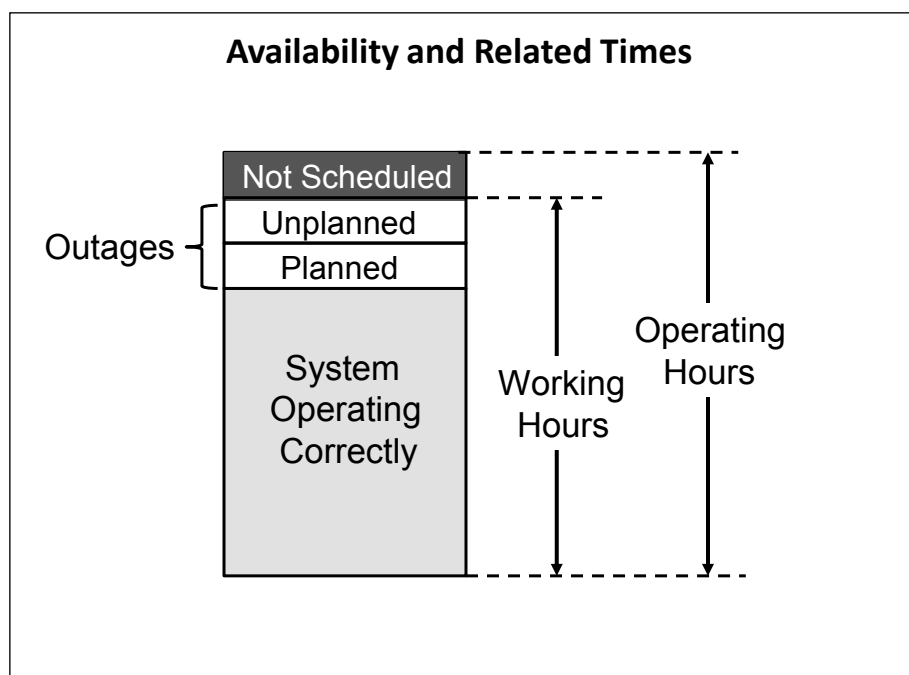 Availability and Related Times
Not Scheduled
Unplanned
Outages
Planned
System
Operating
Correctly
Working
Hours
Operating
Hours